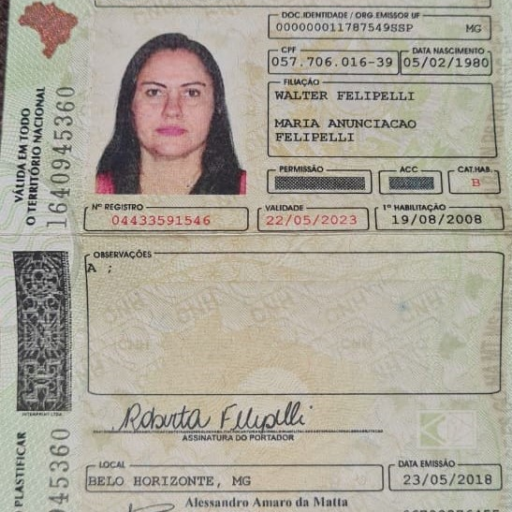 DOC. IDENTIDADE / ORG. EMISSOR UF
000000011787549SSP MG
CPF DATA NASCIMENTO
057.706.016-39 05/02/1980
FILIAÇÃO
WALTER FELIPELLI
MARIA ANUNCIACAO
FELIPELLI
PERMISSÃO ACC CAT. HAB.
B
Nº REGISTRO VALIDADE 1ª HABILITAÇÃO
04433591546 22/05/2023 19/08/2008
VÁLIDA EM TODO
O TERRITÓRIO NACIONAL
1640945360
OBSERVAÇÕES
A ;
Roberta Felipelli
ASSINATURA DO PORTADOR
LOCAL DATA EMISSÃO
BELO HORIZONTE, MG 23/05/2018
Alessandro Amaro da Matta
PLASTIFICAR
945360